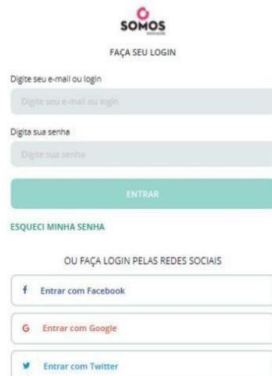 SOMOS
FAÇA SEU LOGIN
Digite seu e-mail ou login
Digite seu e-mail ou login
Digita sua senha
Digite sua senha
ENTRAR
ESQUECI MINHA SENHA
OU FAÇA LOGIN PELAS REDES SOCIAIS
f Entrar com Facebook
G Entrar com Google
Entrar com Twitter